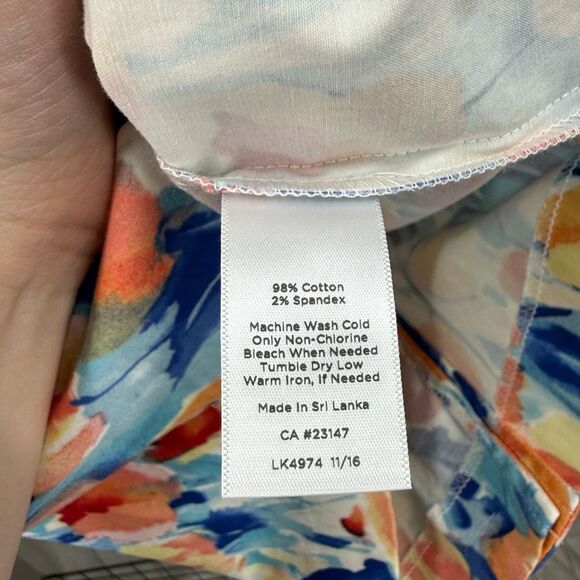 98% Cotton
2% Spandex
Machine Wash Cold
Only Non-Chlorine
Bleach When Needed
Tumble Dry Low
Warm Iron, If Needed
Made In Sri Lanka
CA #23147
LK4974 11/16